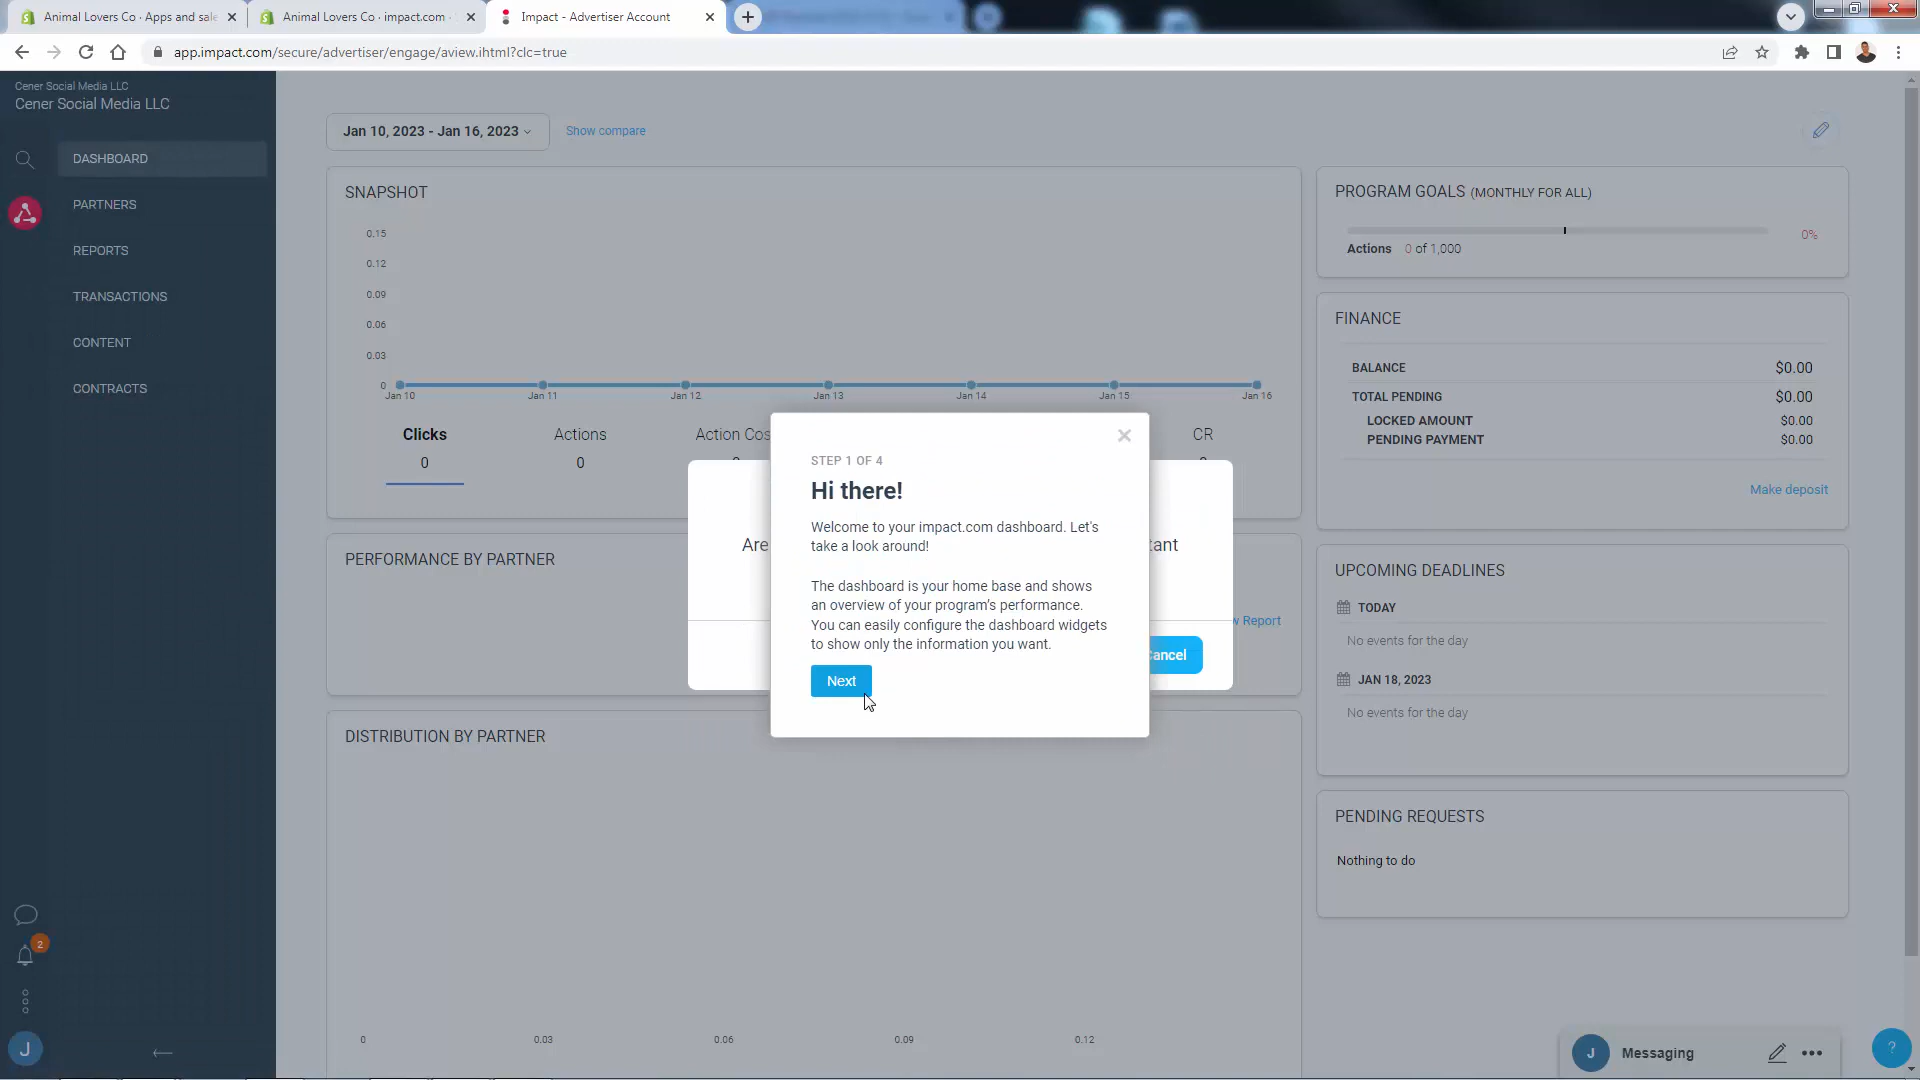 Animal Lovers Co · Apps and sale
Animal Lovers Co · impact.com ·
Impact - Advertiser Account
app.impact.com/secure/advertiser/engage/aview.ihtml?clc=true
Cener Social Media LLC
Cener Social Media LLC
DASHBOARD
PARTNERS
REPORTS
TRANSACTIONS
CONTENT
CONTRACTS
2
J
Jan 10, 2023 - Jan 16, 2023
Show compare
SNAPSHOT
0.15
0.12
0.09
0.06
0.03
0
Jan 10 Jan 11 Jan 12 Jan 13 Jan 14 Jan 15 Jan 16
Clicks Actions Action Cos CR
0 0
PERFORMANCE BY PARTNER
w Report
DISTRIBUTION BY PARTNER
0 0.03 0.06 0.09 0.12
Are
tant
Cancel
STEP 1 OF 4
Hi there!
Welcome to your impact.com dashboard. Let's
take a look around!
The dashboard is your home base and shows
an overview of your program's performance.
You can easily configure the dashboard widgets
to show only the information you want.
Next
PROGRAM GOALS (MONTHLY FOR ALL)
0%
Actions 0 of 1,000
FINANCE
BALANCE $0.00
TOTAL PENDING $0.00
LOCKED AMOUNT $0.00
PENDING PAYMENT $0.00
Make deposit
UPCOMING DEADLINES
TODAY
No events for the day
JAN 18, 2023
No events for the day
PENDING REQUESTS
Nothing to do
J Messaging
?